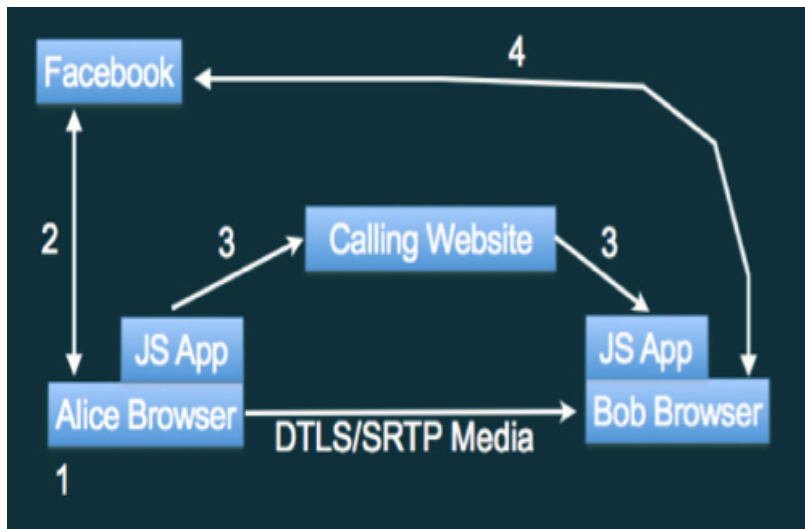 Facebook
4
2
3
Calling Website
3
JS App
JS App
Alice Browser
Bob Browser
DTLS/SRTP Media
1